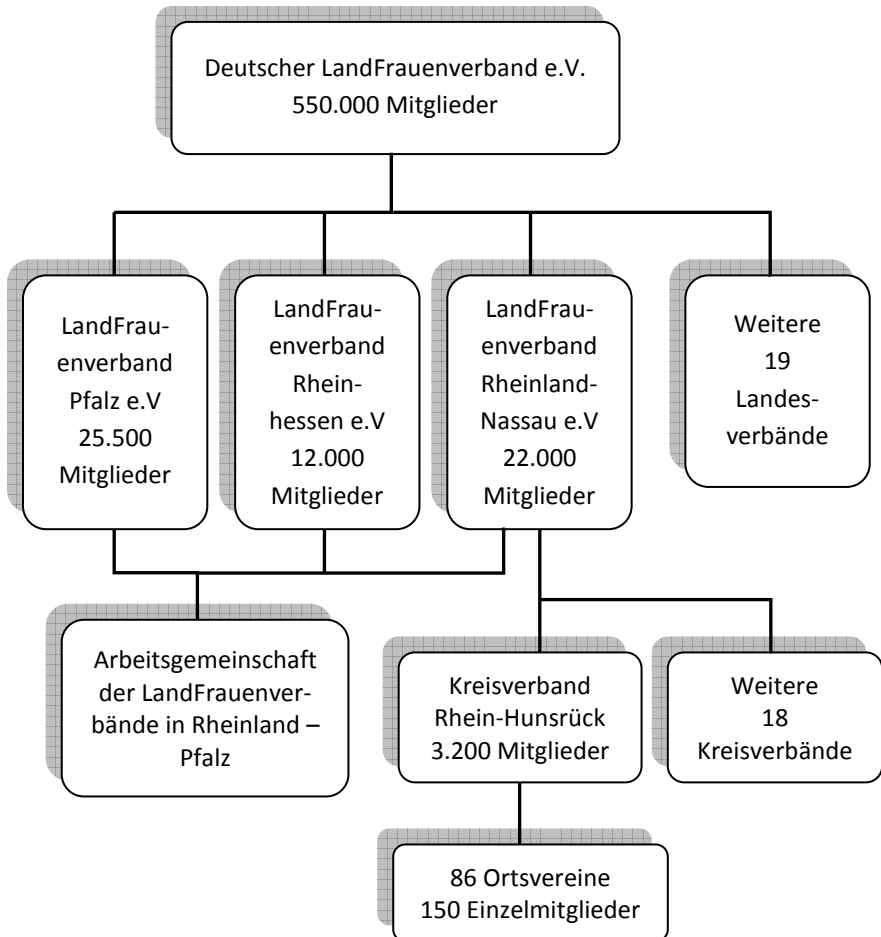 Deutscher LandFrauenverband e.V.
550.000 Mitglieder
LandFrau-
enverband
Pfalz e.V
25.500
Mitglieder
LandFrau-
enverband
Rhein-
hessen e.V
12.000
Mitglieder
LandFrau-
enverband
Rheinland-
Nassau e.V
22.000
Mitglieder
Weitere
19
Landes-
verbände
Arbeitsgemeinschaft
der LandFrauenver-
bände in Rheinland –
Pfalz
Kreisverband
Rhein-Hunsrück
3.200 Mitglieder
Weitere
18
Kreisverbände
86 Ortsvereine
150 Einzelmitglieder